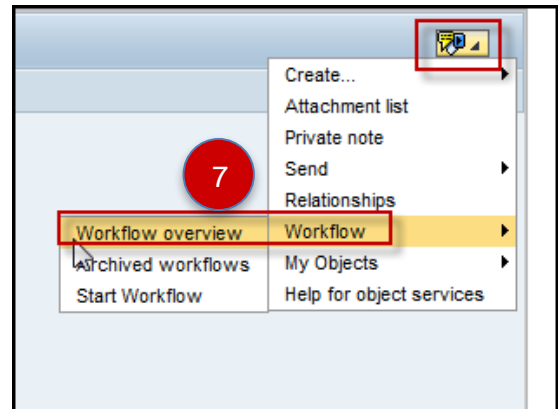 Create...
Attachment list
Private note
Send
7
Relationships
Workflow overview
Workflow
Archived workflows
My Objects
Start Workflow
Help for object services